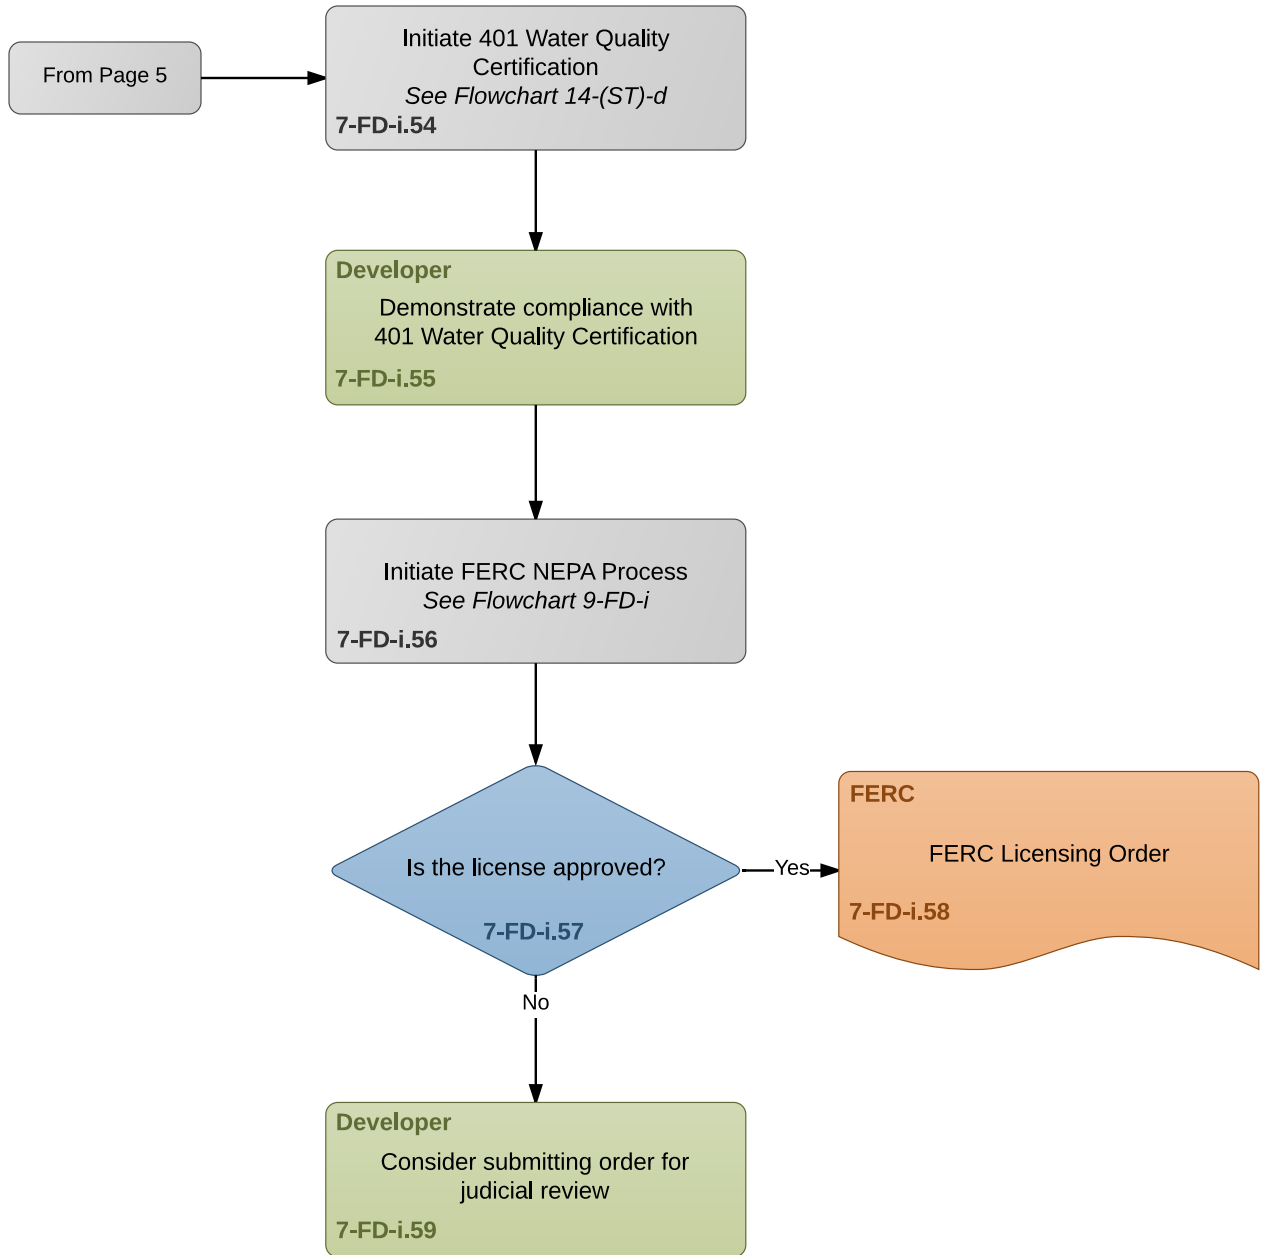 From Page 5
Initiate 401 Water Quality
Certification
See Flowchart 14-(ST)-d
7-FD-i.54
Developer
Demonstrate compliance with
401 Water Quality Certification
7-FD-i.55
Initiate FERC NEPA Process
See Flowchart 9-FD-i
7-FD-i.56
Is the license approved?
7-FD-i.57
Yes
FERC
FERC Licensing Order
7-FD-i.58
No
Developer
Consider submitting order for
judicial review
7-FD-i.59